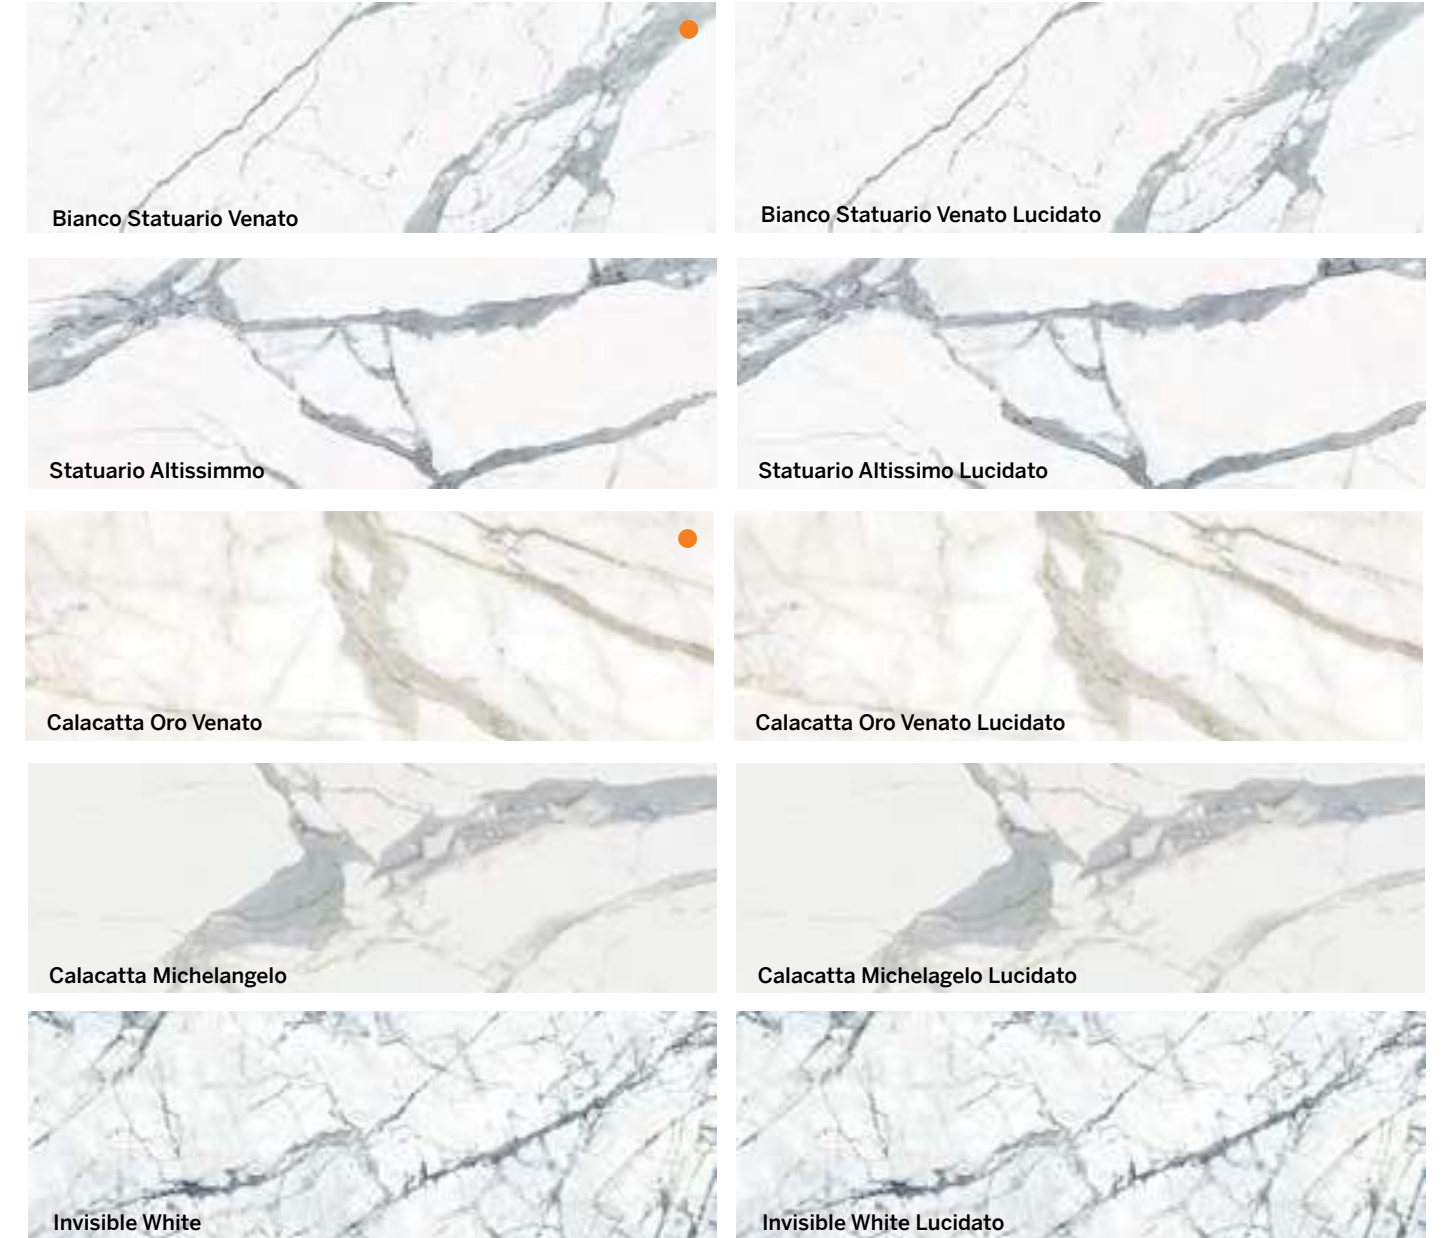 Bianco Statuario Venato
Bianco Statuario Venato Lucidato
Statuario Altissimmo
Statuario Altissimo Lucidato
Calacatta Oro Venato
Calacatta Oro Venato Lucidato
Calacatta Michelangelo
Calacatta Michelagelo Lucidato
Invisible White
Invisible White Lucidato